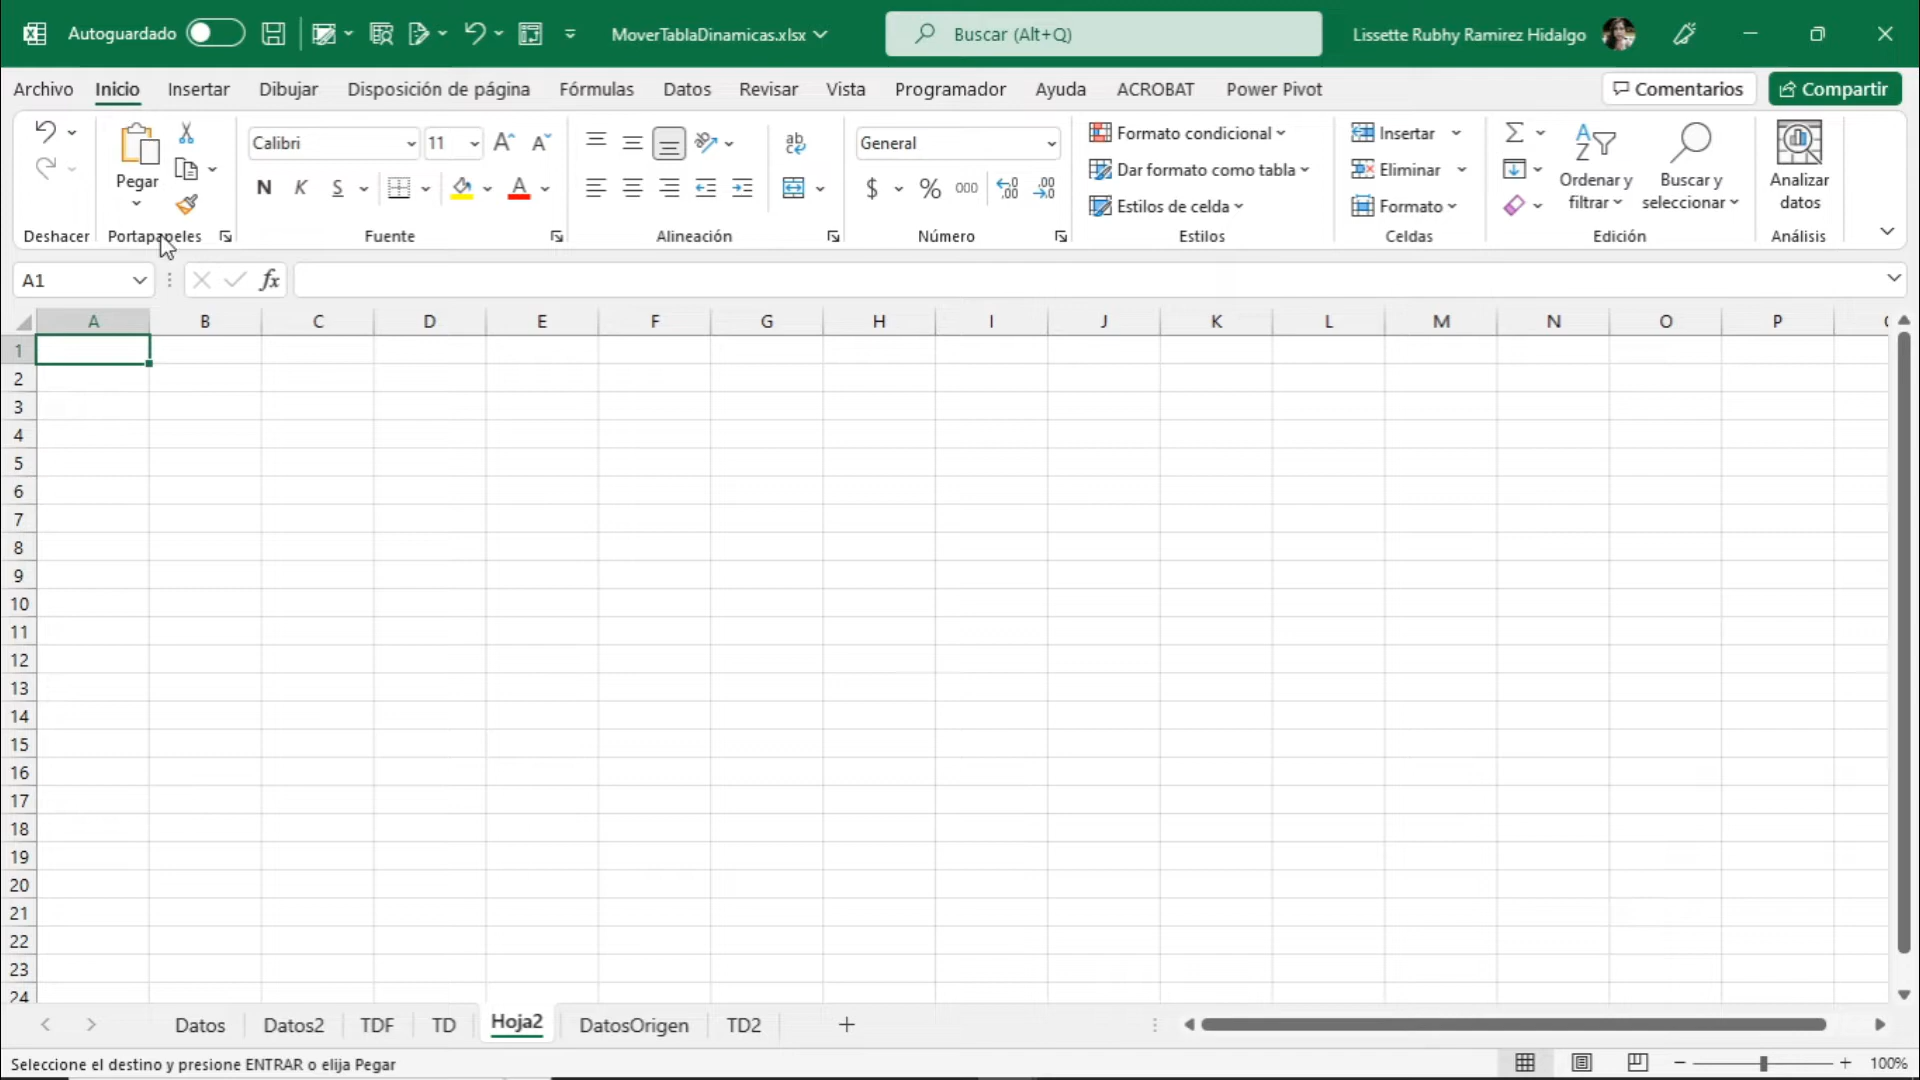 Autoguardado MoverTablaDinamicas.xlsx Buscar (Alt+Q) Lissette Rubhy Ramirez Hidalgo
Archivo Inicio Insertar Dibujar Disposición de página Fórmulas Datos Revisar Vista Programador Ayuda ACROBAT Power Pivot Comentarios Compartir
Calibri 11 General Formato condicional Insertar
Pegar Dar formato como tabla Eliminar Ordenar y Buscar y Analizar
N K S $ % 000 Estilos de celda Formato filtrar seleccionar datos
Deshacer Portapapeles Fuente Alineación Número Estilos Celdas Edición Análisis
A1 fx
A B C D E F G H I J K L M N O P
1
2
3
4
5
6
7
8
9
10
11
12
13
14
15
16
17
18
19
20
21
22
23
24
Datos Datos2 TDF TD Hoja2 DatosOrigen TD2
Seleccione el destino y presione ENTRAR o elija Pegar 100%